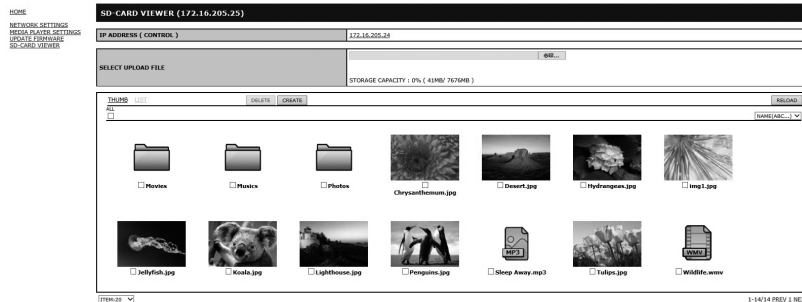 HOME
NETWORK SETTINGS
MEDIA PLAYER SETTINGS
UPDATE FIRMWARE
SD-CARD VIEWER
SD-CARD VIEWER (172.16.205.25)
IP ADDRESS ( CONTROL ) 172.16.205.24
SELECT UPLOAD FILE
STORAGE CAPACITY : 0% ( 41MB/ 7676MB )
THUMB LIST DELETE CREATE RELOAD
ALL
NAME(ABC...)
Movies Musics Photos Chrysanthemum.jpg Desert.jpg Hydrangeas.jpg img1.jpg
MP3 WMV
Jellyfish.jpg Koala.jpg Lighthouse.jpg Penguins.jpg Sleep Away.mp3 Tulips.jpg Wildlife.wmv
ITEM-20 1-14/14 PREV 1 NE